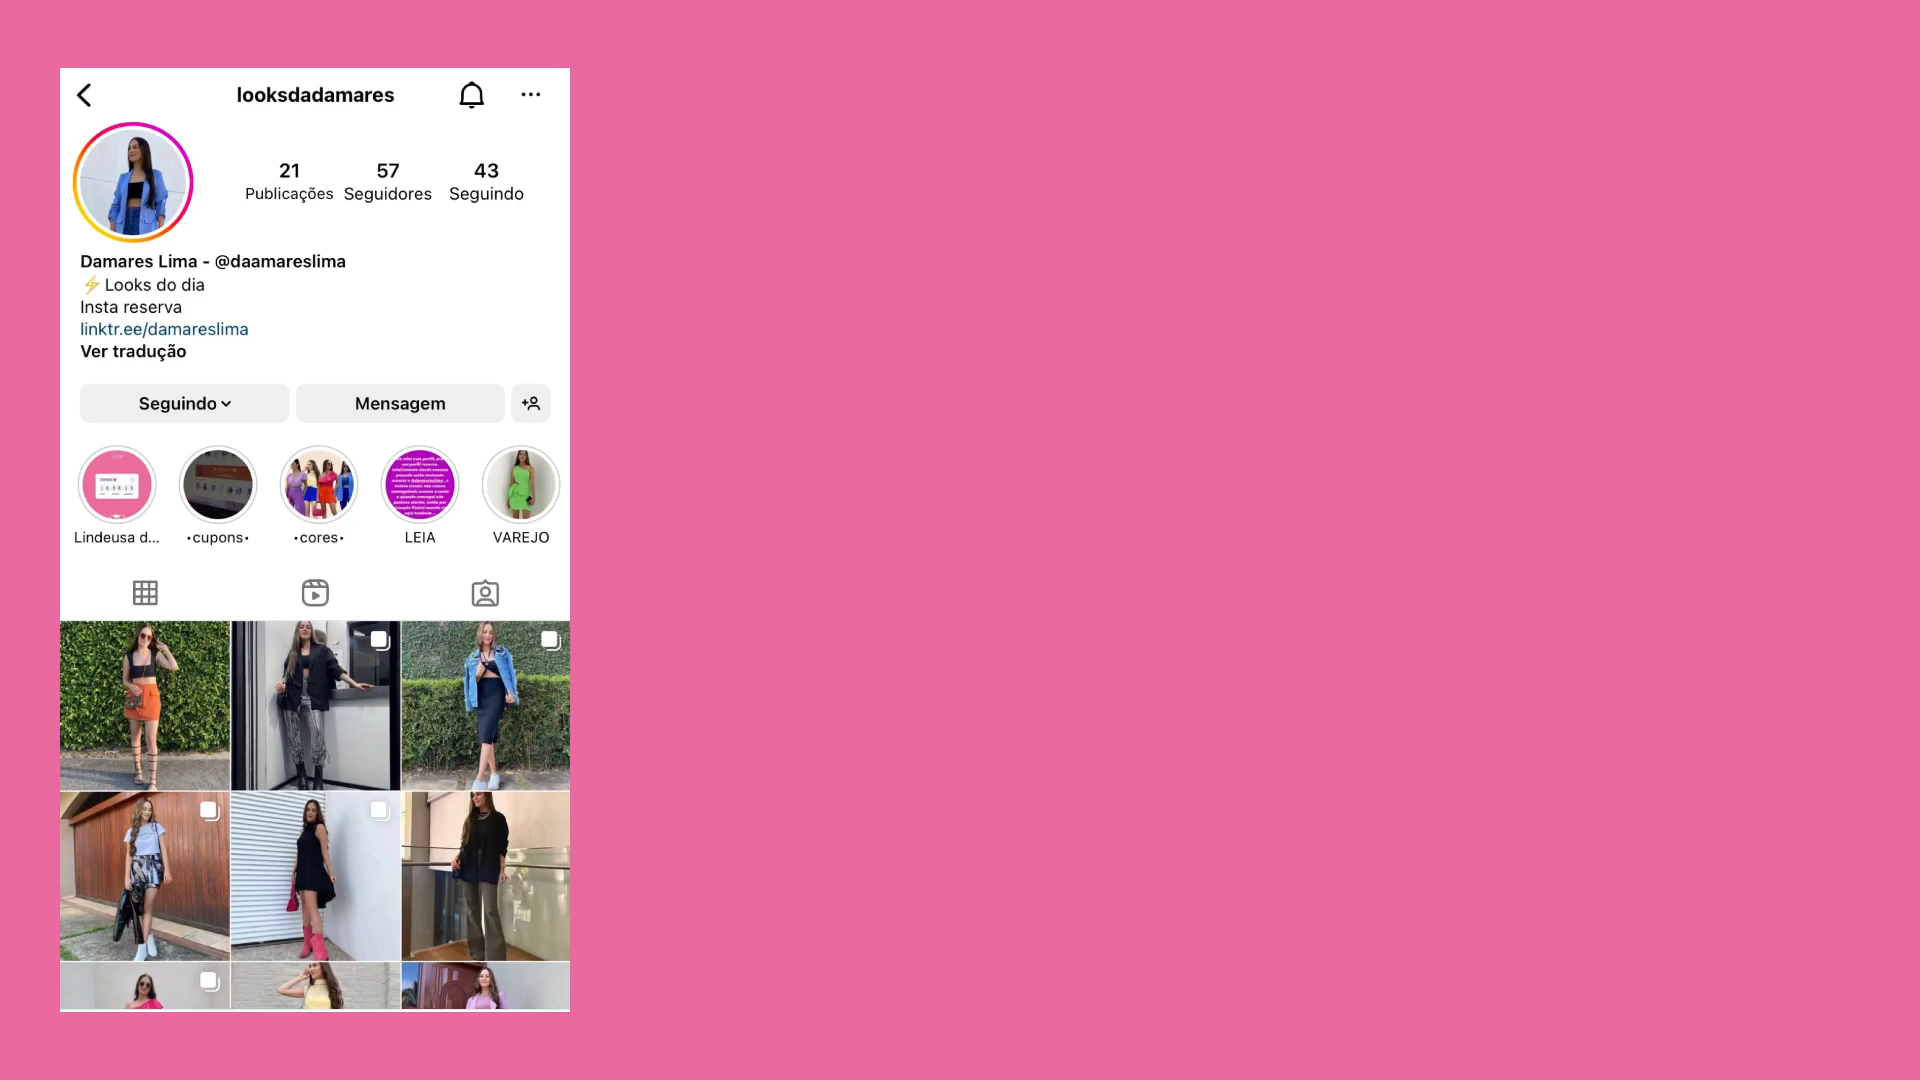 looksdadamares
21 57 43
Publicações Seguidores Seguindo
Damares Lima - @daamareslima
⚡ Looks do dia
Insta reserva
linktr.ee/damareslima
Ver tradução
Seguindo Mensagem
Lindeusa d... •cupons• •cores• LEIA VAREJO